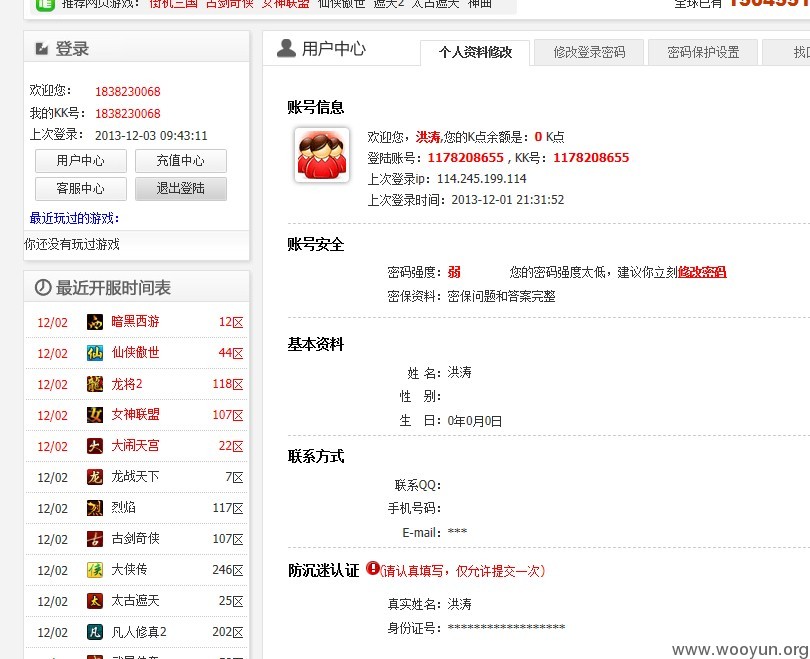 推荐网页游戏: 街机三国 古剑奇侠 女神联盟 仙侠傲世 遮天2 太古遮天 神曲
全球已有
登录
欢迎您: 1838230068
我的KK号: 1838230068
上次登录: 2013-12-03 09:43:11
用户中心 充值中心
客服中心 退出登陆
最近玩过的游戏:
你还没有玩过游戏
最近开服时间表
12/02 暗黑西游 12区
12/02 仙侠傲世 44区
12/02 龙将2 118区
12/02 女神联盟 107区
12/02 大闹天宫 22区
12/02 龙战天下 7区
12/02 烈焰 117区
12/02 古剑奇侠 107区
12/02 大侠传 246区
12/02 太古遮天 25区
12/02 凡人修真2 202区
用户中心 个人资料修改 修改登录密码 密码保护设置 找
账号信息
欢迎您，洪涛,您的K点余额是：0 K点
登陆账号：1178208655，KK号：1178208655
上次登录ip：114.245.199.114
上次登录时间：2013-12-01 21:31:52
账号安全
密码强度：弱 您的密码强度太低，建议你立刻修改密码
密保资料：密保问题和答案完整
基本资料
姓 名：洪涛
性 别：
生 日：0年0月0日
联系方式
联系QQ：
手机号码：
E-mail：***
防沉迷认证 (请认真填写，仅允许提交一次)
真实姓名：洪涛
身份证号：******************
www.wooyun.org